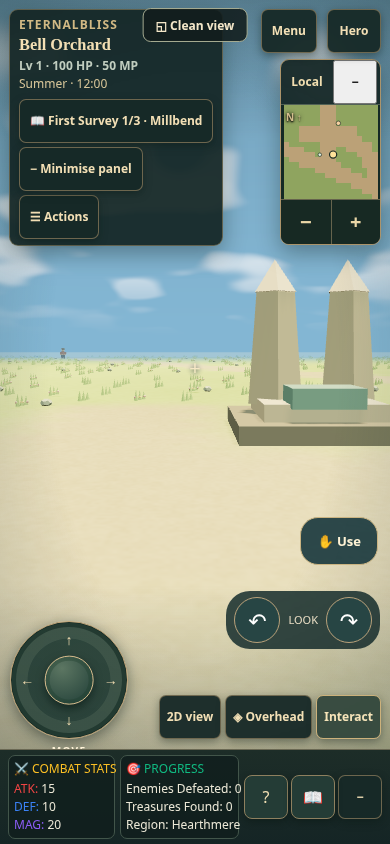 ETERNALBLISS
Bell Orchard
Lv 1 · 100 HP · 50 MP
Summer · 12:00
📖 First Survey 1/3 · Millbend
− Minimise panel
☰ Actions
◱ Clean view
Menu
Hero
Local
−
N ↑
−
+
✋ Use
↶ LOOK ↷
↑
← →
↓
MOVE
2D view
◈ Overhead
Interact
⚔️ COMBAT STATS
ATK: 15
DEF: 10
MAG: 20
🎯 PROGRESS
Enemies Defeated: 0
Treasures Found: 0
Region: Hearthmere
?
📖
−